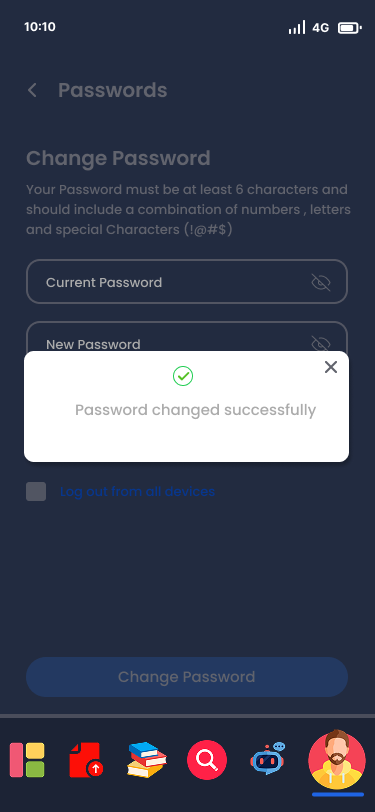 10:10
4G
Passwords
Change Password
Your Password must be at least 6 characters and
should include a combination of numbers , letters
and special Characters (!@#$)
Current Password
New Password
Password changed successfully
Log out from all devices
Change Password